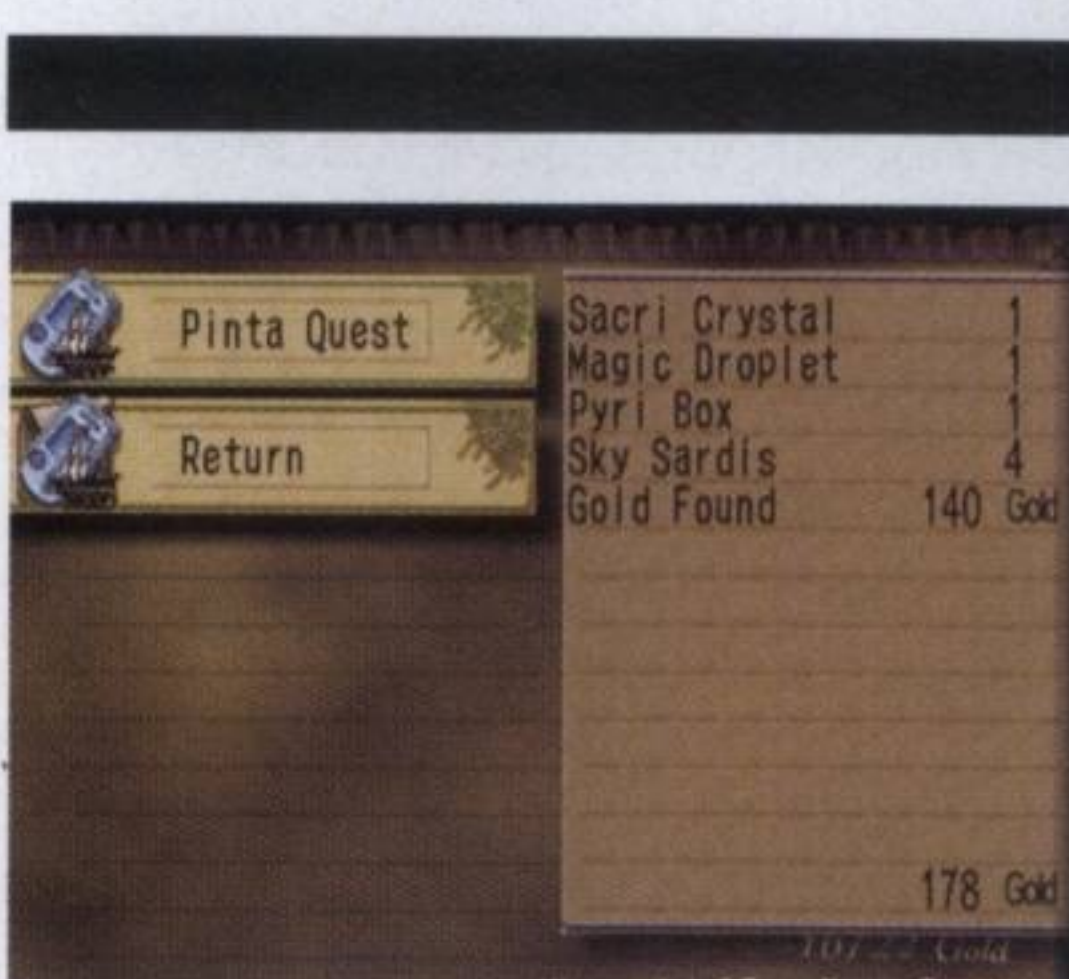 Pinta Quest
Return
Sacri Crystal 1
Magic Droplet 1
Pyri Box 1
Sky Sardis 4
Gold Found 140 Gold
178 Gold
Gold